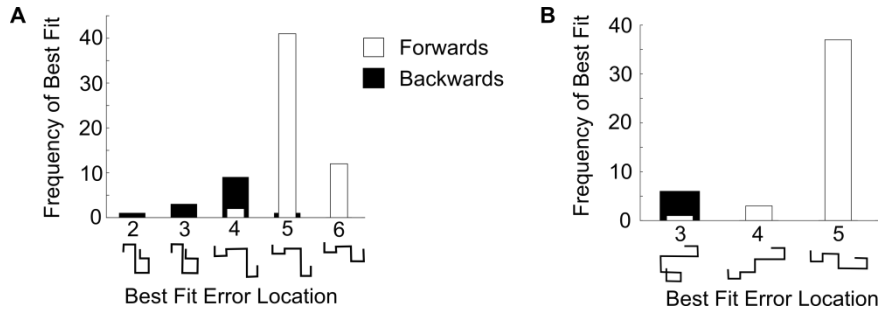 A
Frequency of Best Fit
40
30
20
10
0
2 3 4 5 6
Best Fit Error Location
Forwards
Backwards
B
Frequency of Best Fit
40
30
20
10
0
3 4 5
Best Fit Error Location